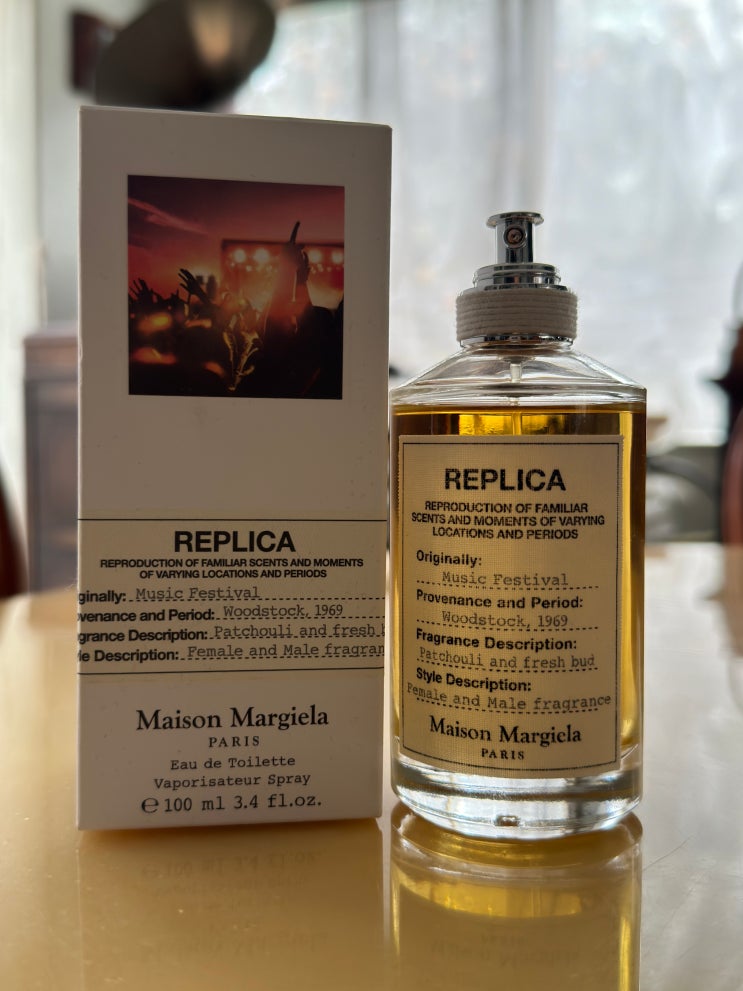 REPLICA
REPRODUCTION OF FAMILIAR SCENTS AND MOMENTS
OF VARYING LOCATIONS AND PERIODS
ginally: Music Festival
venance and Period: Woodstock, 1969
grance Description: Patchouli and fresh b
le Description: Female and Male fragran
Maison Margiela
PARIS
Eau de Toilette
Vaporisateur Spray
℮ 100 ml 3.4 fl.oz.
REPLICA
REPRODUCTION OF FAMILIAR
SCENTS AND MOMENTS OF VARYING
LOCATIONS AND PERIODS
Originally:
Music Festival
Provenance and Period:
Woodstock, 1969
Fragrance Description:
Patchouli and fresh bud
Style Description:
Female and Male fragrance
Maison Margiela
PARIS